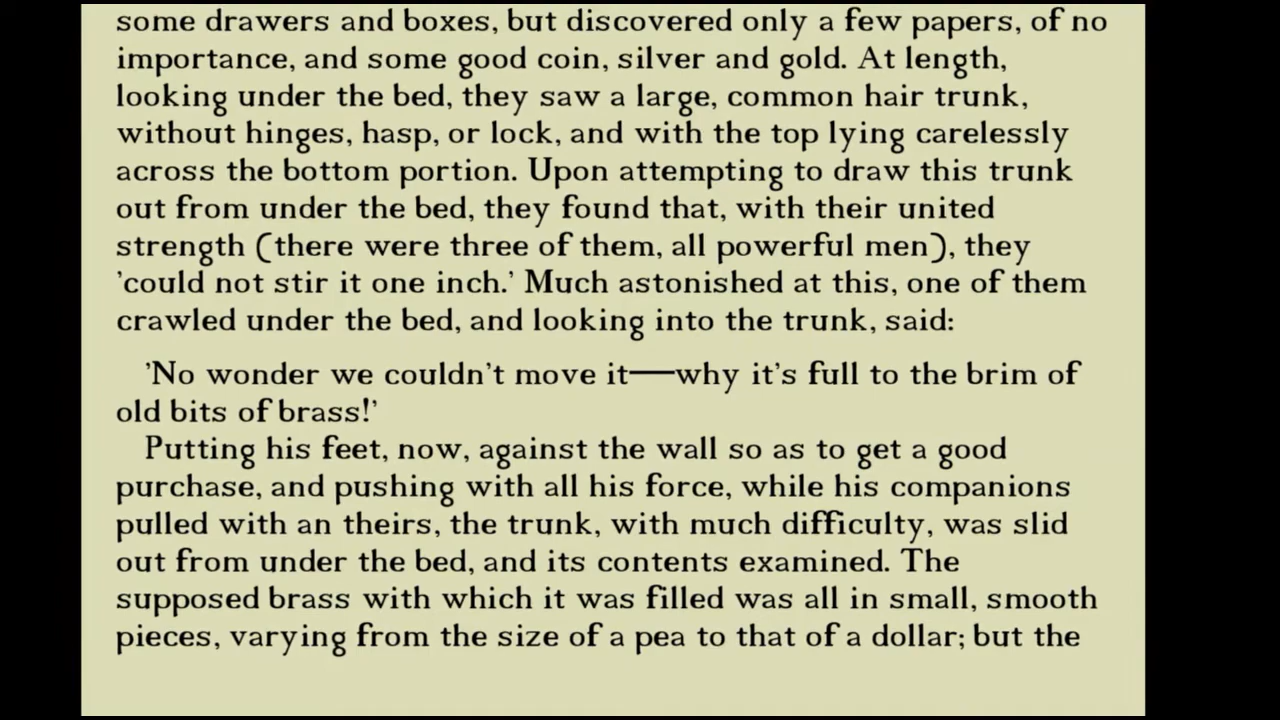 some drawers and boxes, but discovered only a few papers, of no
importance, and some good coin, silver and gold. At length,
looking under the bed, they saw a large, common hair trunk,
without hinges, hasp, or lock, and with the top lying carelessly
across the bottom portion. Upon attempting to draw this trunk
out from under the bed, they found that, with their united
strength (there were three of them, all powerful men), they
'could not stir it one inch.' Much astonished at this, one of them
crawled under the bed, and looking into the trunk, said:
'No wonder we couldn't move it—why it's full to the brim of
old bits of brass!'
Putting his feet, now, against the wall so as to get a good
purchase, and pushing with all his force, while his companions
pulled with an theirs, the trunk, with much difficulty, was slid
out from under the bed, and its contents examined. The
supposed brass with which it was filled was all in small, smooth
pieces, varying from the size of a pea to that of a dollar; but the